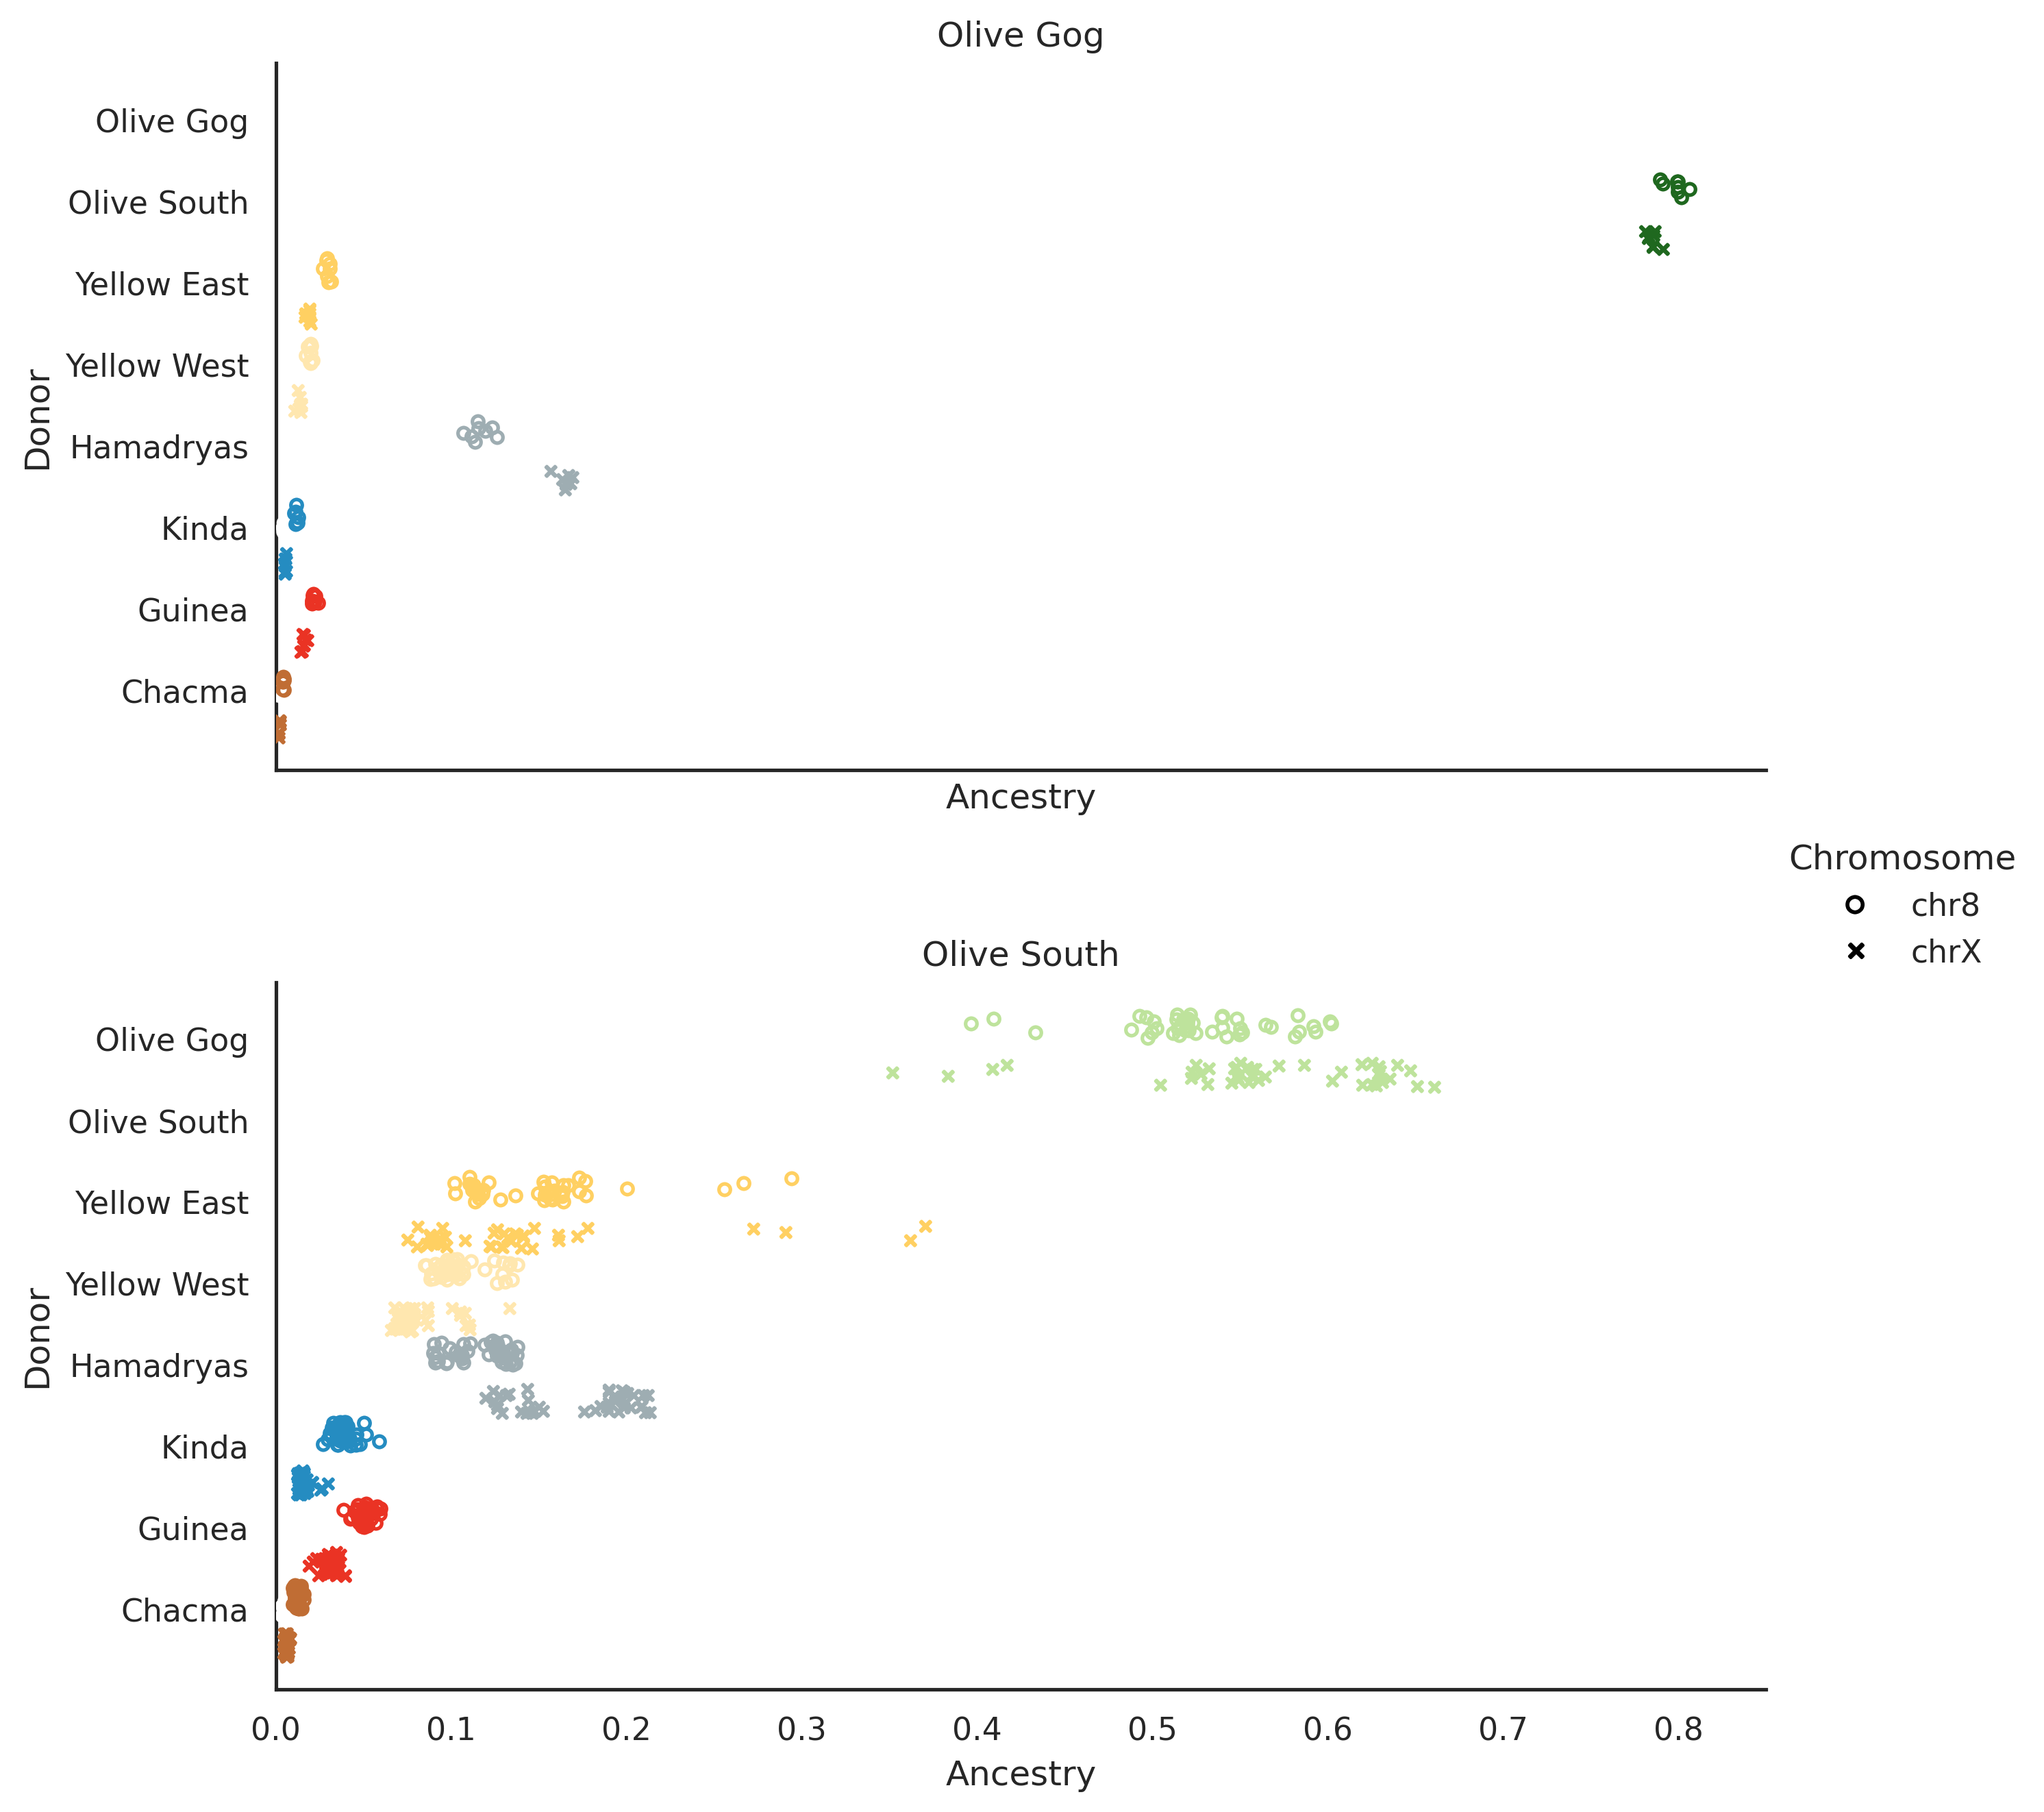 Olive Gog
Donor
Olive Gog
Olive South
Yellow East
Yellow West
Hamadryas
Kinda
Guinea
Chacma
Ancestry
Chromosome
chr8
chrX
Olive South
Donor
Olive Gog
Olive South
Yellow East
Yellow West
Hamadryas
Kinda
Guinea
Chacma
0.0 0.1 0.2 0.3 0.4 0.5 0.6 0.7 0.8
Ancestry